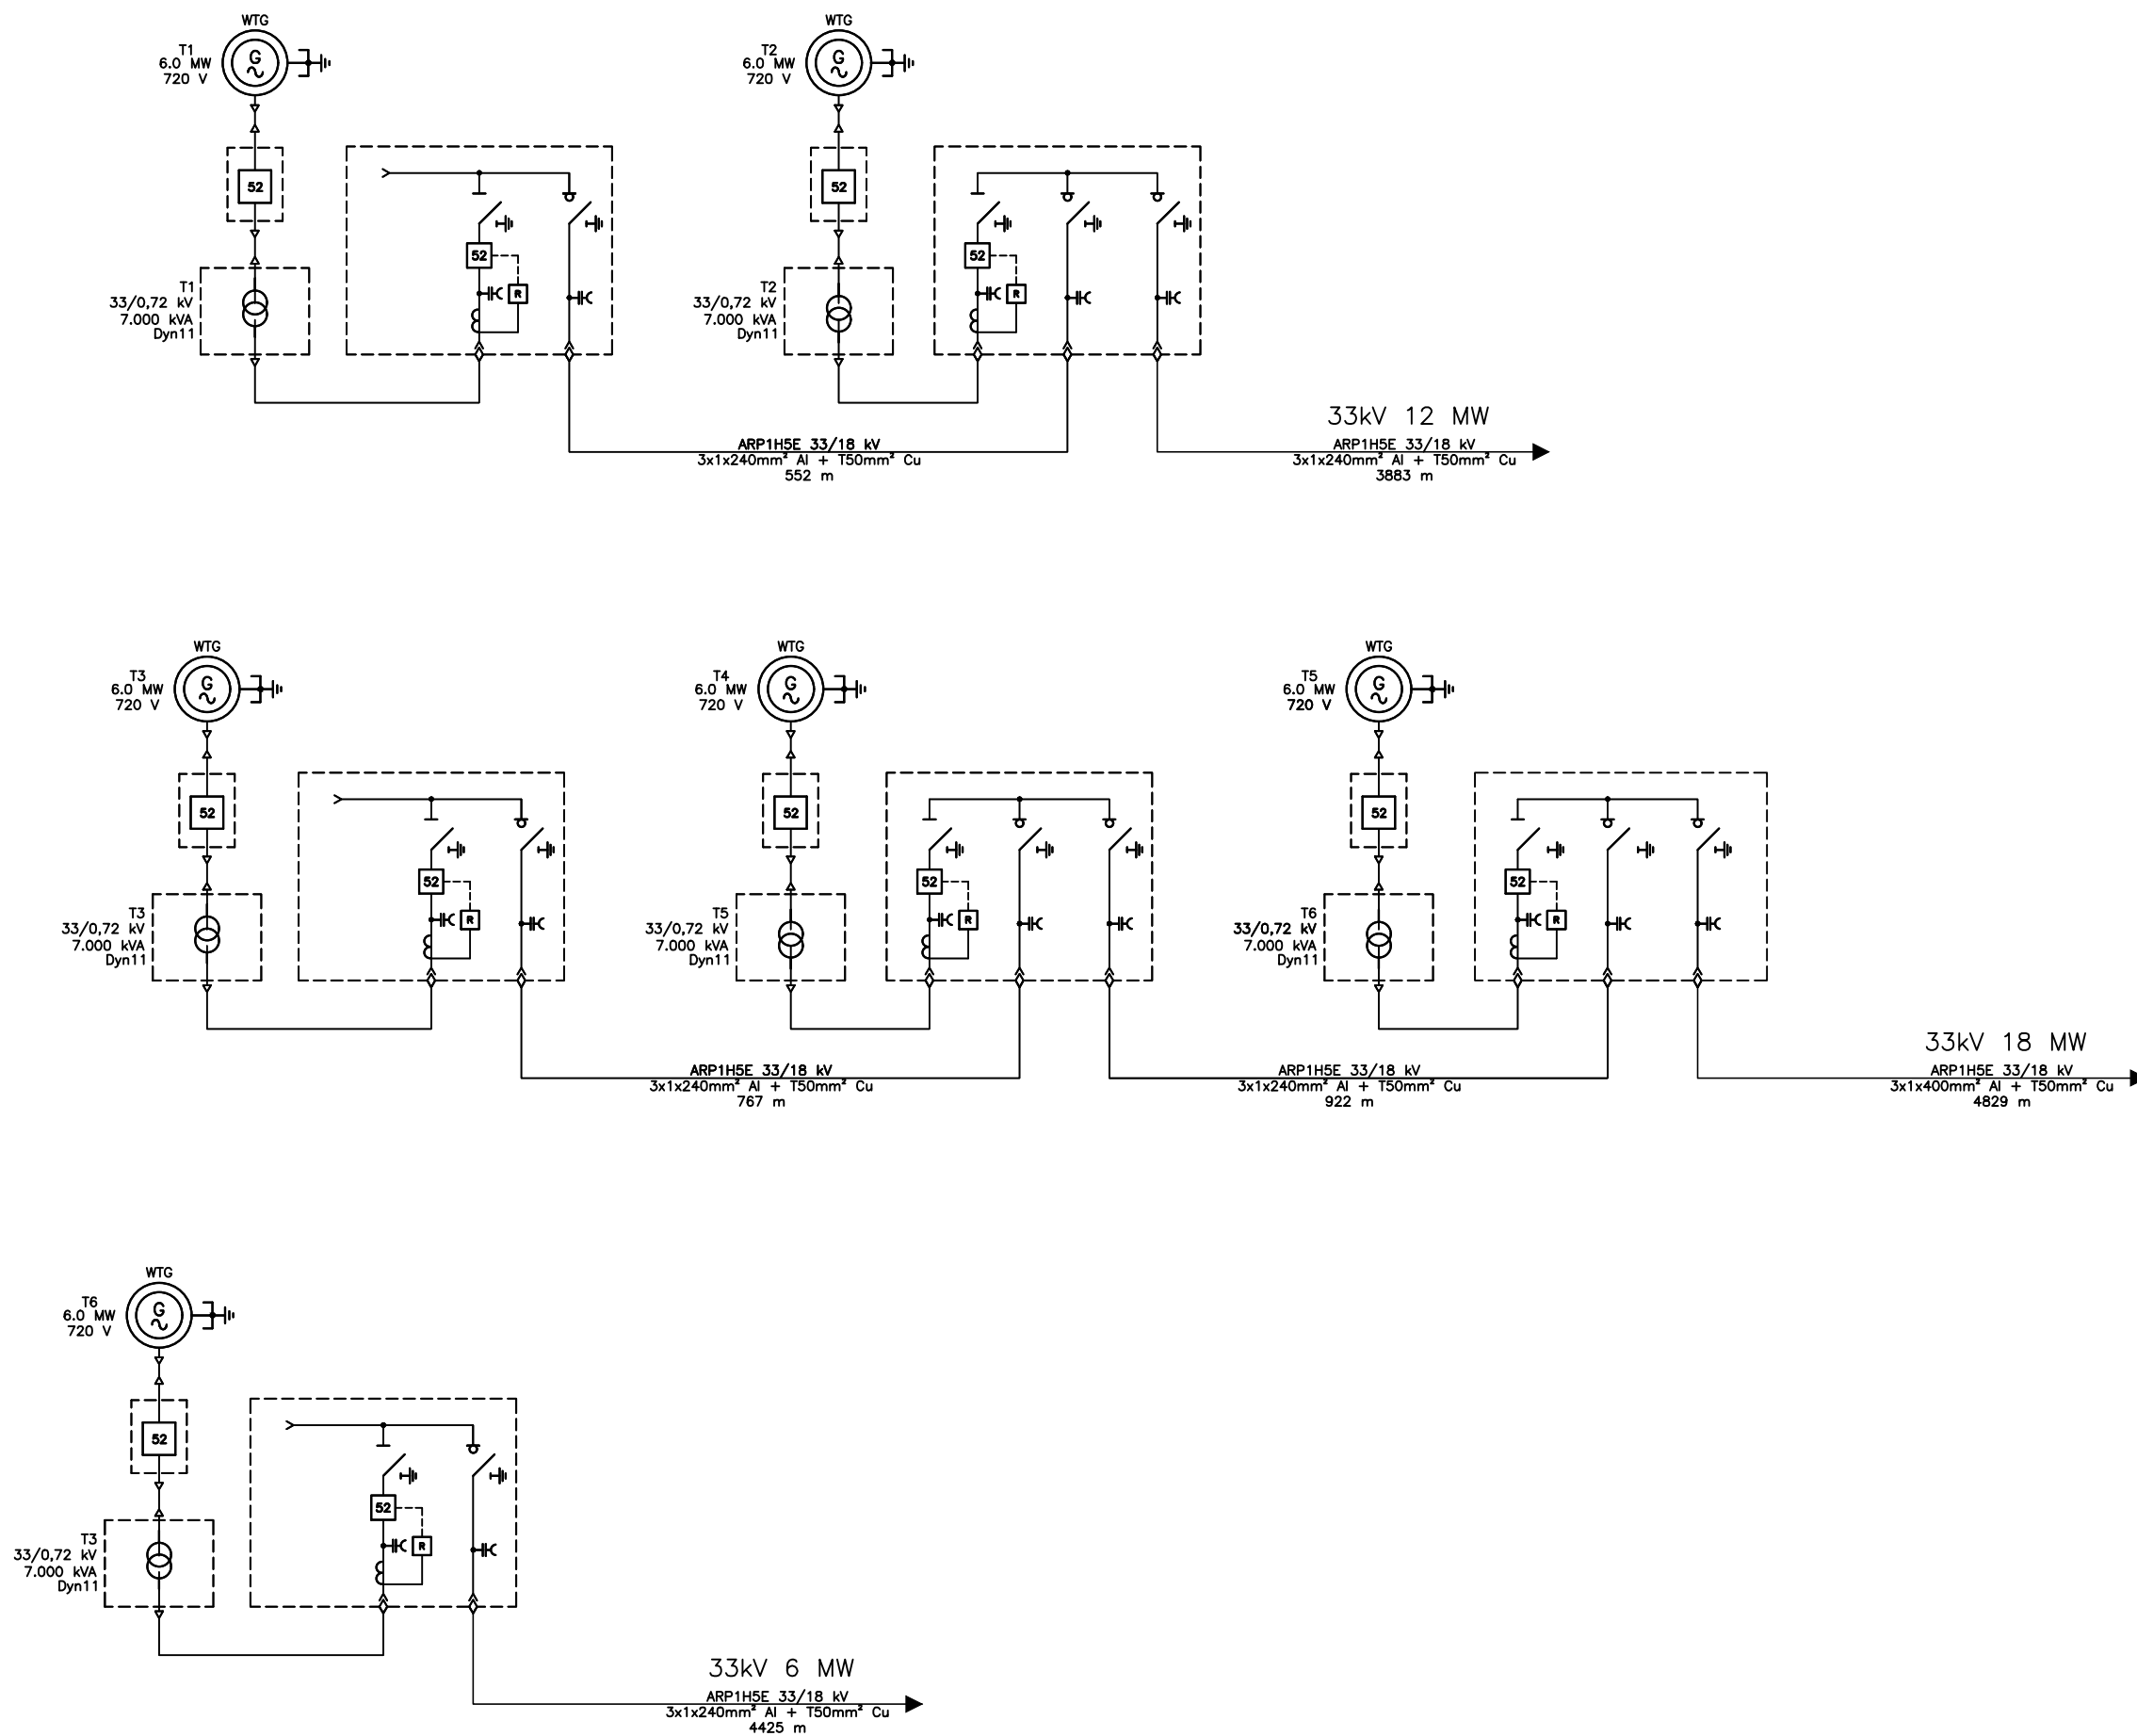 WTG
T1
6.0 MW
720 V
G
52
T1
33/0,72 kV
7.000 kVA
Dyn11
52
R
WTG
T2
6.0 MW
720 V
G
52
T2
33/0,72 kV
7.000 kVA
Dyn11
52
R
ARP1H5E 33/18 kV
3x1x240mm² Al + T50mm² Cu
552 m
33kV 12 MW
ARP1H5E 33/18 kV
3x1x240mm² Al + T50mm² Cu
3883 m
WTG
T3
6.0 MW
720 V
G
52
T3
33/0,72 kV
7.000 kVA
Dyn11
52
R
WTG
T4
6.0 MW
720 V
G
52
T5
33/0,72 kV
7.000 kVA
Dyn11
52
R
WTG
T5
6.0 MW
720 V
G
52
T6
33/0,72 kV
7.000 kVA
Dyn11
52
R
ARP1H5E 33/18 kV
3x1x240mm² Al + T50mm² Cu
767 m
ARP1H5E 33/18 kV
3x1x240mm² Al + T50mm² Cu
922 m
33kV 18 MW
ARP1H5E 33/18 kV
3x1x400mm² Al + T50mm² Cu
4829 m
WTG
T6
6.0 MW
720 V
G
52
T3
33/0,72 kV
7.000 kVA
Dyn11
52
R
33kV 6 MW
ARP1H5E 33/18 kV
3x1x240mm² Al + T50mm² Cu
4425 m